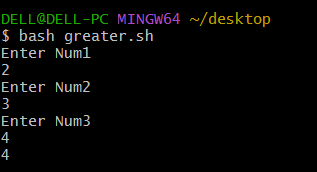 DELL@DELL-PC MINGW64 ~/desktop
$ bash greater.sh
Enter Num1
2
Enter Num2
3
Enter Num3
4
4